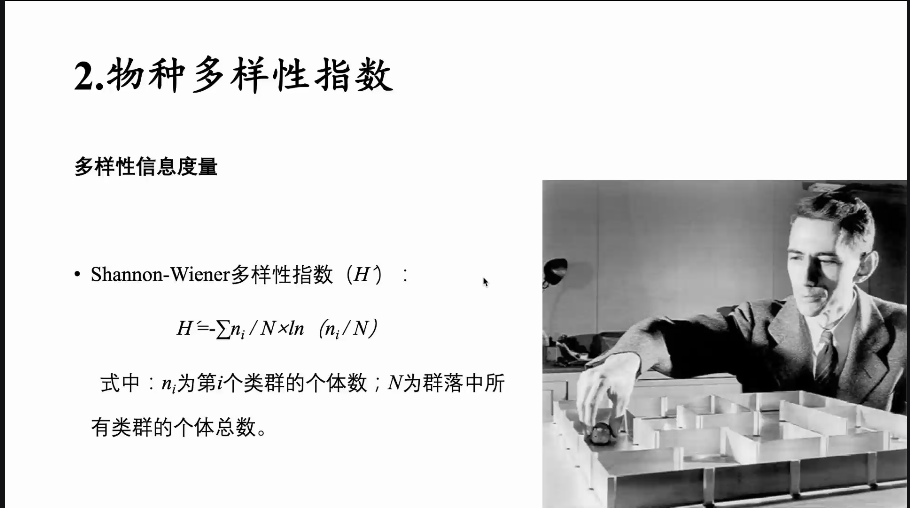 2.物种多样性指数
多样性信息度量
• Shannon-Wiener多样性指数（H´）：
H´=-∑ni / N×ln（ni / N）
式中：ni为第i个类群的个体数；N为群落中所
有类群的个体总数。